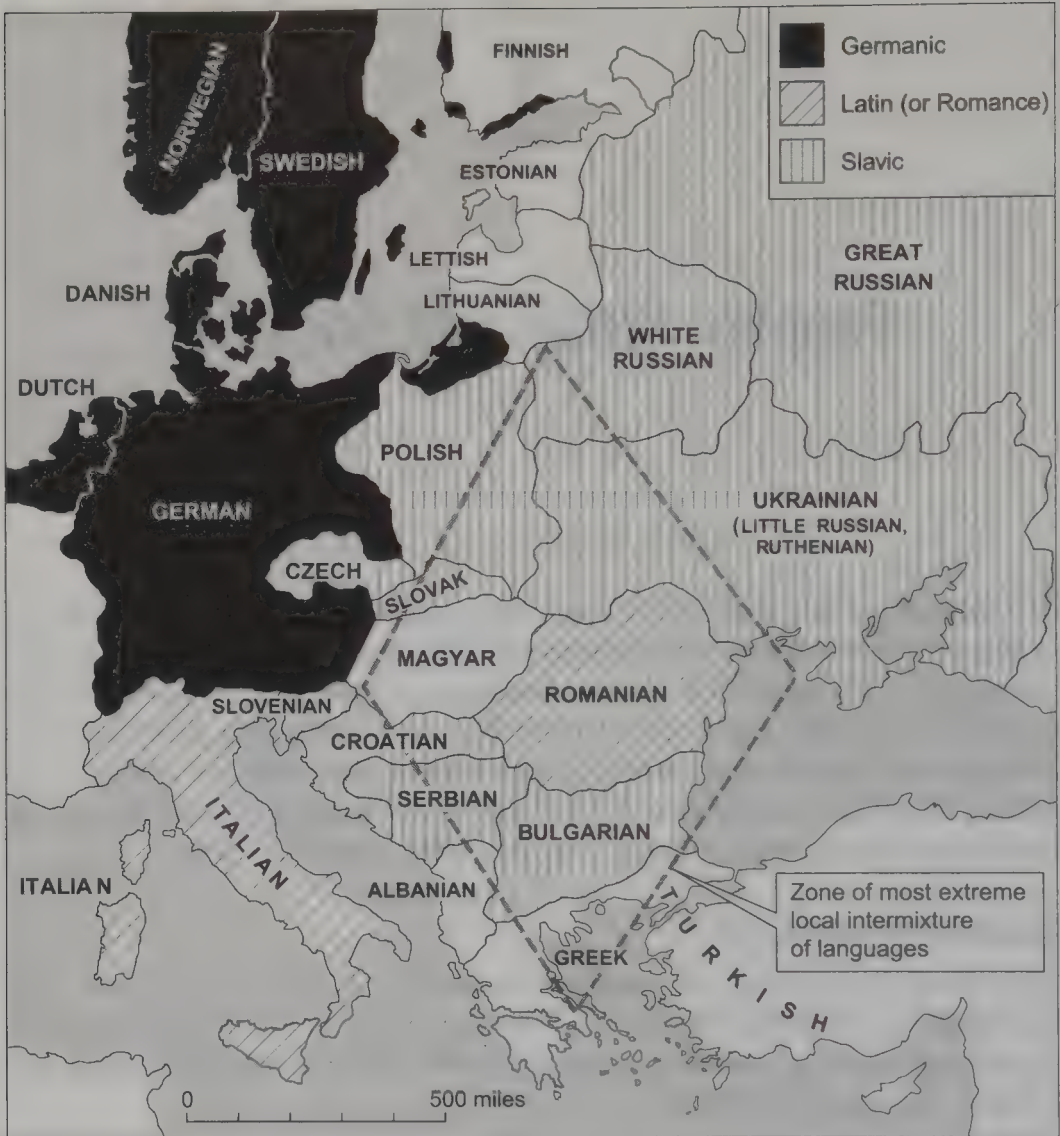 FINNISH
Germanic
Latin (or Romance)
Slavic
NORWEGIAN
SWEDISH
ESTONIAN
GREAT
RUSSIAN
LETTISH
DANISH
LITHUANIAN
WHITE
RUSSIAN
DUTCH
POLISH
GERMAN
UKRAINIAN
(LITTLE RUSSIAN,
RUTHENIAN)
CZECH
SLOVAK
MAGYAR
ROMANIAN
SLOVENIAN
CROATIAN
SERBIAN
BULGARIAN
ITALIAN
ITALIAN
ALBANIAN
Zone of most extreme
local intermixture
of languages
GREEK
TURKISH
0 500 miles